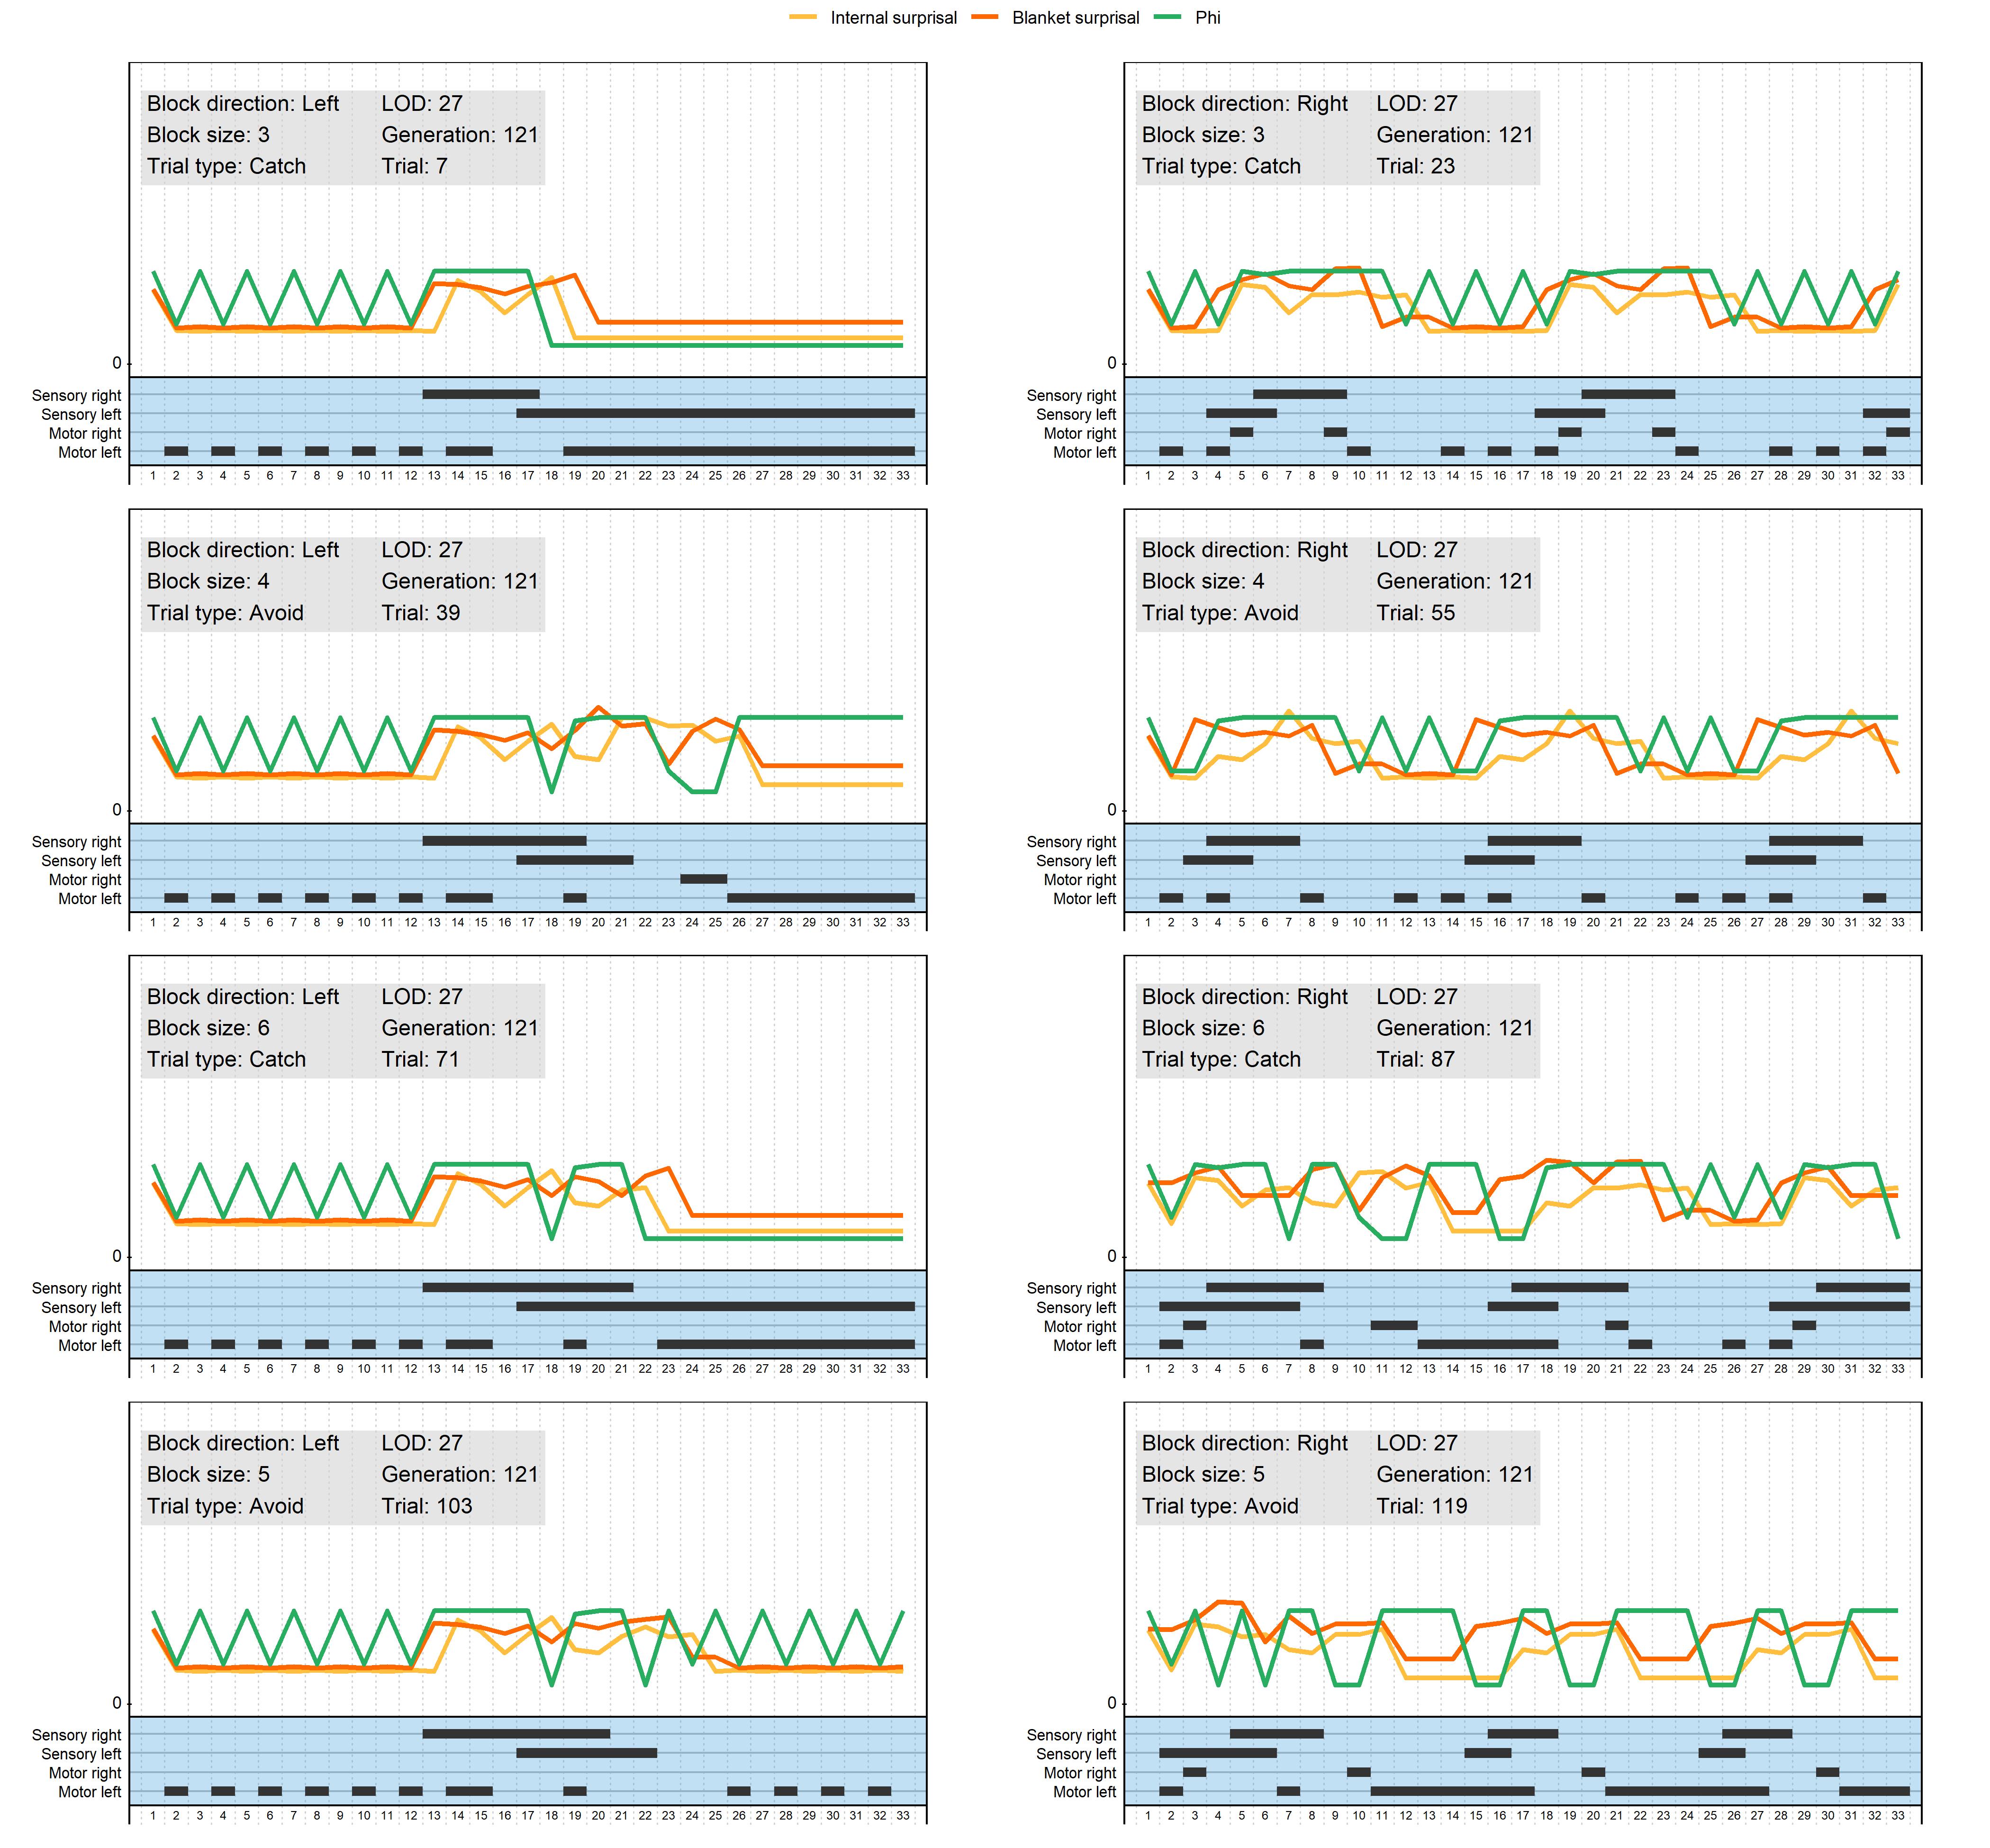 Internal surprisal Blanket surprisal Phi
Block direction: Left LOD: 27
Block size: 3 Generation: 121
Trial type: Catch Trial: 7
0
Sensory right
Sensory left
Motor right
Motor left
1 2 3 4 5 6 7 8 9 10 11 12 13 14 15 16 17 18 19 20 21 22 23 24 25 26 27 28 29 30 31 32 33
Block direction: Right LOD: 27
Block size: 3 Generation: 121
Trial type: Catch Trial: 23
0
Sensory right
Sensory left
Motor right
Motor left
1 2 3 4 5 6 7 8 9 10 11 12 13 14 15 16 17 18 19 20 21 22 23 24 25 26 27 28 29 30 31 32 33
Block direction: Left LOD: 27
Block size: 4 Generation: 121
Trial type: Avoid Trial: 39
0
Sensory right
Sensory left
Motor right
Motor left
1 2 3 4 5 6 7 8 9 10 11 12 13 14 15 16 17 18 19 20 21 22 23 24 25 26 27 28 29 30 31 32 33
Block direction: Right LOD: 27
Block size: 4 Generation: 121
Trial type: Avoid Trial: 55
0
Sensory right
Sensory left
Motor right
Motor left
1 2 3 4 5 6 7 8 9 10 11 12 13 14 15 16 17 18 19 20 21 22 23 24 25 26 27 28 29 30 31 32 33
Block direction: Left LOD: 27
Block size: 6 Generation: 121
Trial type: Catch Trial: 71
0
Sensory right
Sensory left
Motor right
Motor left
1 2 3 4 5 6 7 8 9 10 11 12 13 14 15 16 17 18 19 20 21 22 23 24 25 26 27 28 29 30 31 32 33
Block direction: Right LOD: 27
Block size: 6 Generation: 121
Trial type: Catch Trial: 87
0
Sensory right
Sensory left
Motor right
Motor left
1 2 3 4 5 6 7 8 9 10 11 12 13 14 15 16 17 18 19 20 21 22 23 24 25 26 27 28 29 30 31 32 33
Block direction: Left LOD: 27
Block size: 5 Generation: 121
Trial type: Avoid Trial: 103
0
Sensory right
Sensory left
Motor right
Motor left
1 2 3 4 5 6 7 8 9 10 11 12 13 14 15 16 17 18 19 20 21 22 23 24 25 26 27 28 29 30 31 32 33
Block direction: Right LOD: 27
Block size: 5 Generation: 121
Trial type: Avoid Trial: 119
0
Sensory right
Sensory left
Motor right
Motor left
1 2 3 4 5 6 7 8 9 10 11 12 13 14 15 16 17 18 19 20 21 22 23 24 25 26 27 28 29 30 31 32 33